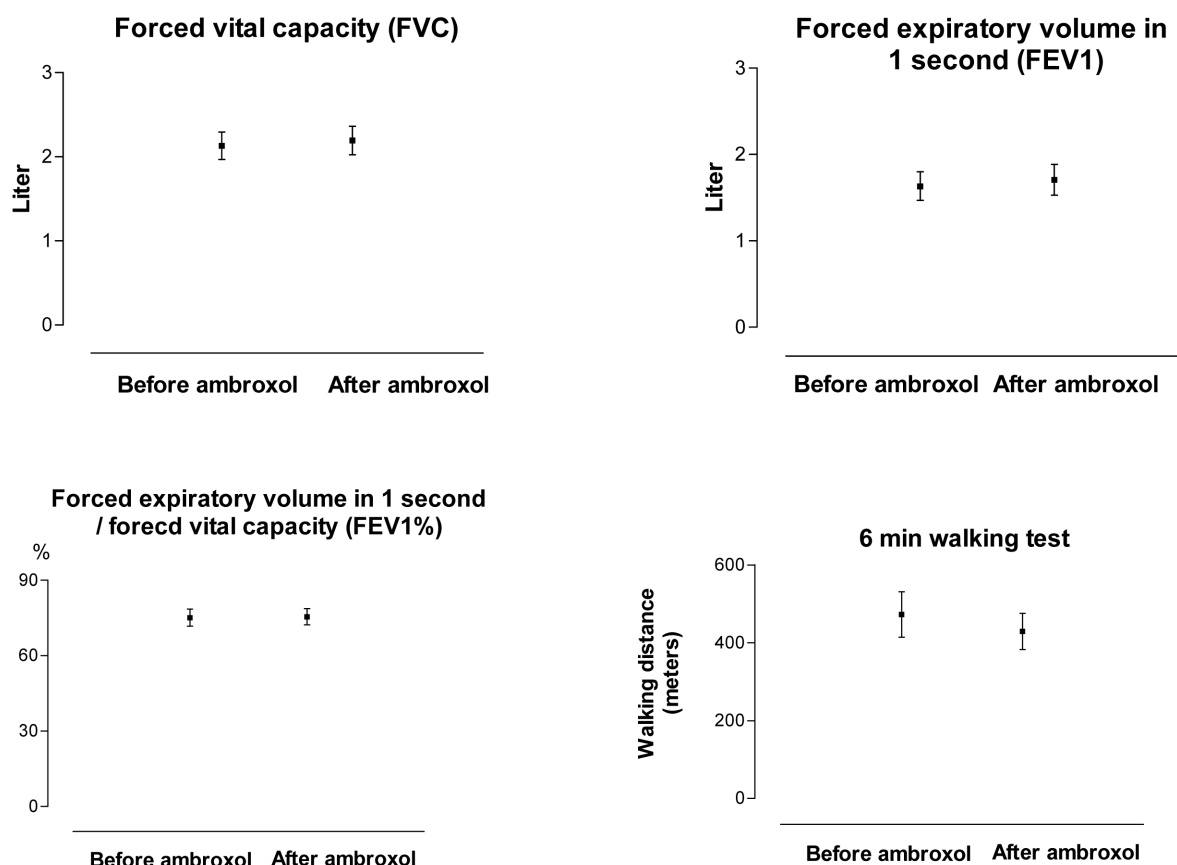 Forced vital capacity (FVC)
3
2
1
0
Liter
Before ambroxol After ambroxol
Forced expiratory volume in
1 second (FEV1)
3
2
1
0
Liter
Before ambroxol After ambroxol
Forced expiratory volume in 1 second
/ forecd vital capacity (FEV1%)
%
90
60
30
0
Before ambroxol After ambroxol
6 min walking test
600
400
200
0
Walking distance
(meters)
Before ambroxol After ambroxol